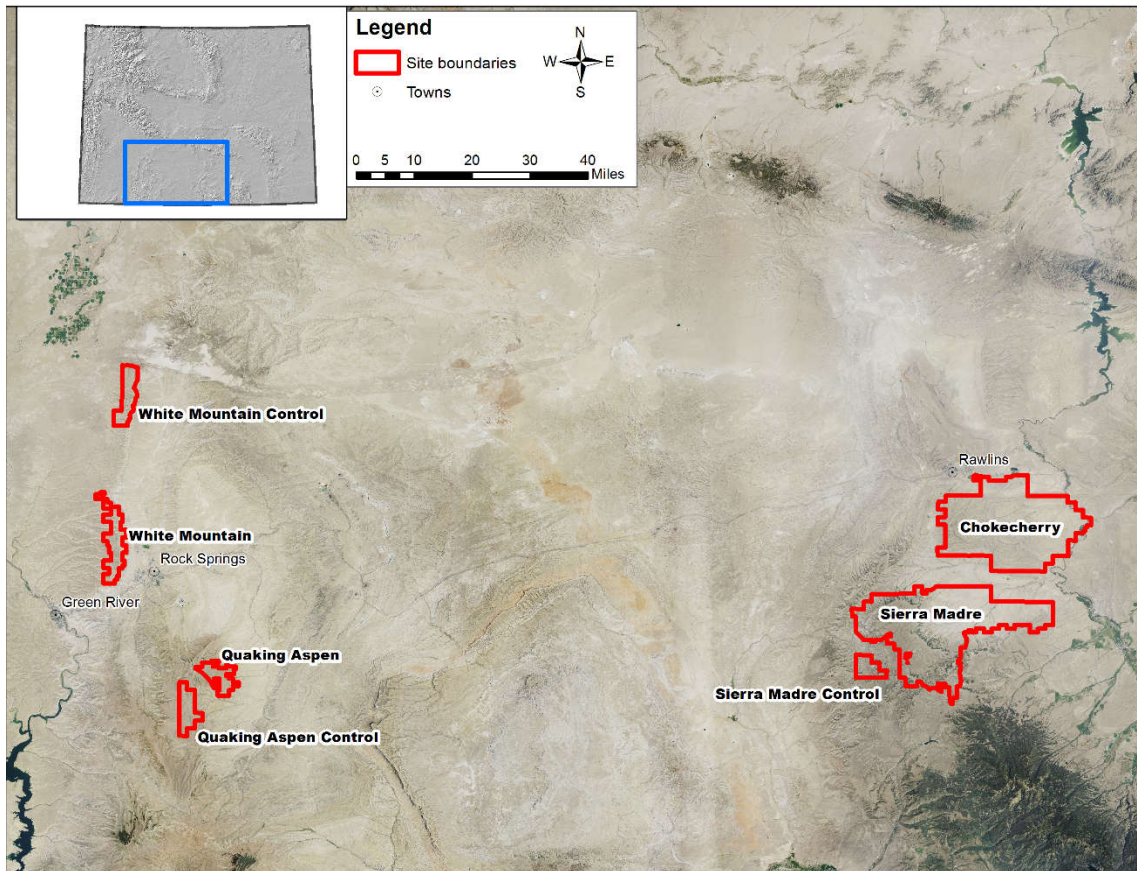 Legend
Site boundaries
Towns
N
W E
S
0 5 10 20 30 40
Miles
White Mountain Control
Rawlins
Chokecherry
White Mountain
Rock Springs
Green River
Sierra Madre
Quaking Aspen
Sierra Madre Control
Quaking Aspen Control